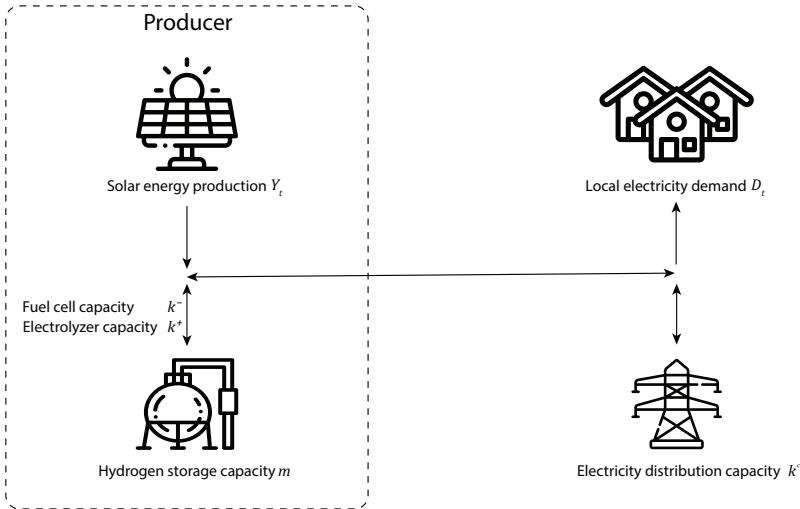 Producer
Solar energy production Y_t
Local electricity demand D_t
Fuel cell capacity k⁻
Electrolyzer capacity k⁺
Hydrogen storage capacity m
Electricity distribution capacity kᶜ